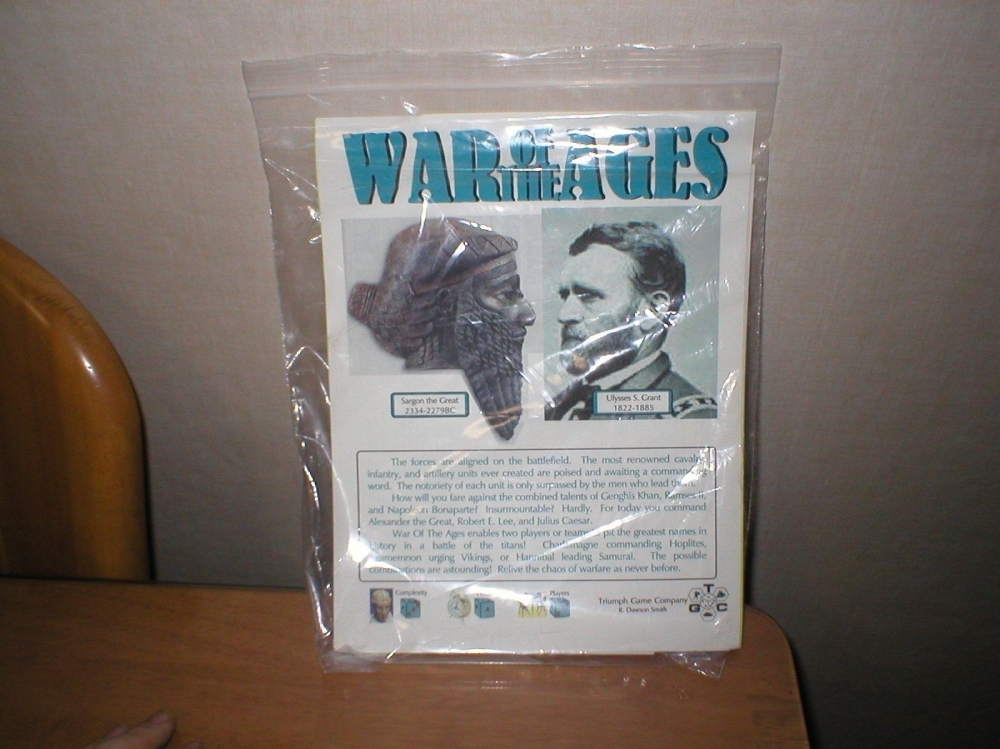 WAR OF THE AGES
Sargon the Great
2334-2279BC
Ulysses S. Grant
1822-1885
The forces are aligned on the battlefield. The most renowned cavalry,
infantry, and artillery units ever created are poised and awaiting a commanding
word. The notoriety of each unit is only surpassed by the men who lead them.
How will you fare against the combined talents of Genghis Khan, Ramses II,
and Napoleon Bonaparte? Insurmountable? Hardly. For today you command
Alexander the Great, Robert E. Lee, and Julius Caesar.
War Of The Ages enables two players or teams pit the greatest names in
history in a battle of the titans! Charlemagne commanding Hoplites,
Agamemnon urging Vikings, or Hannibal leading Samurai. The possible
combinations are astounding! Relive the chaos of warfare as never before.
Complexity
Players
Triumph Game Company
R. Dawson Smith
T
G C